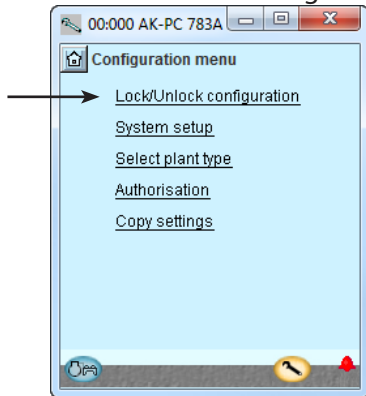 00:000 AK-PC 783A
Configuration menu
Lock/Unlock configuration
System setup
Select plant type
Authorisation
Copy settings